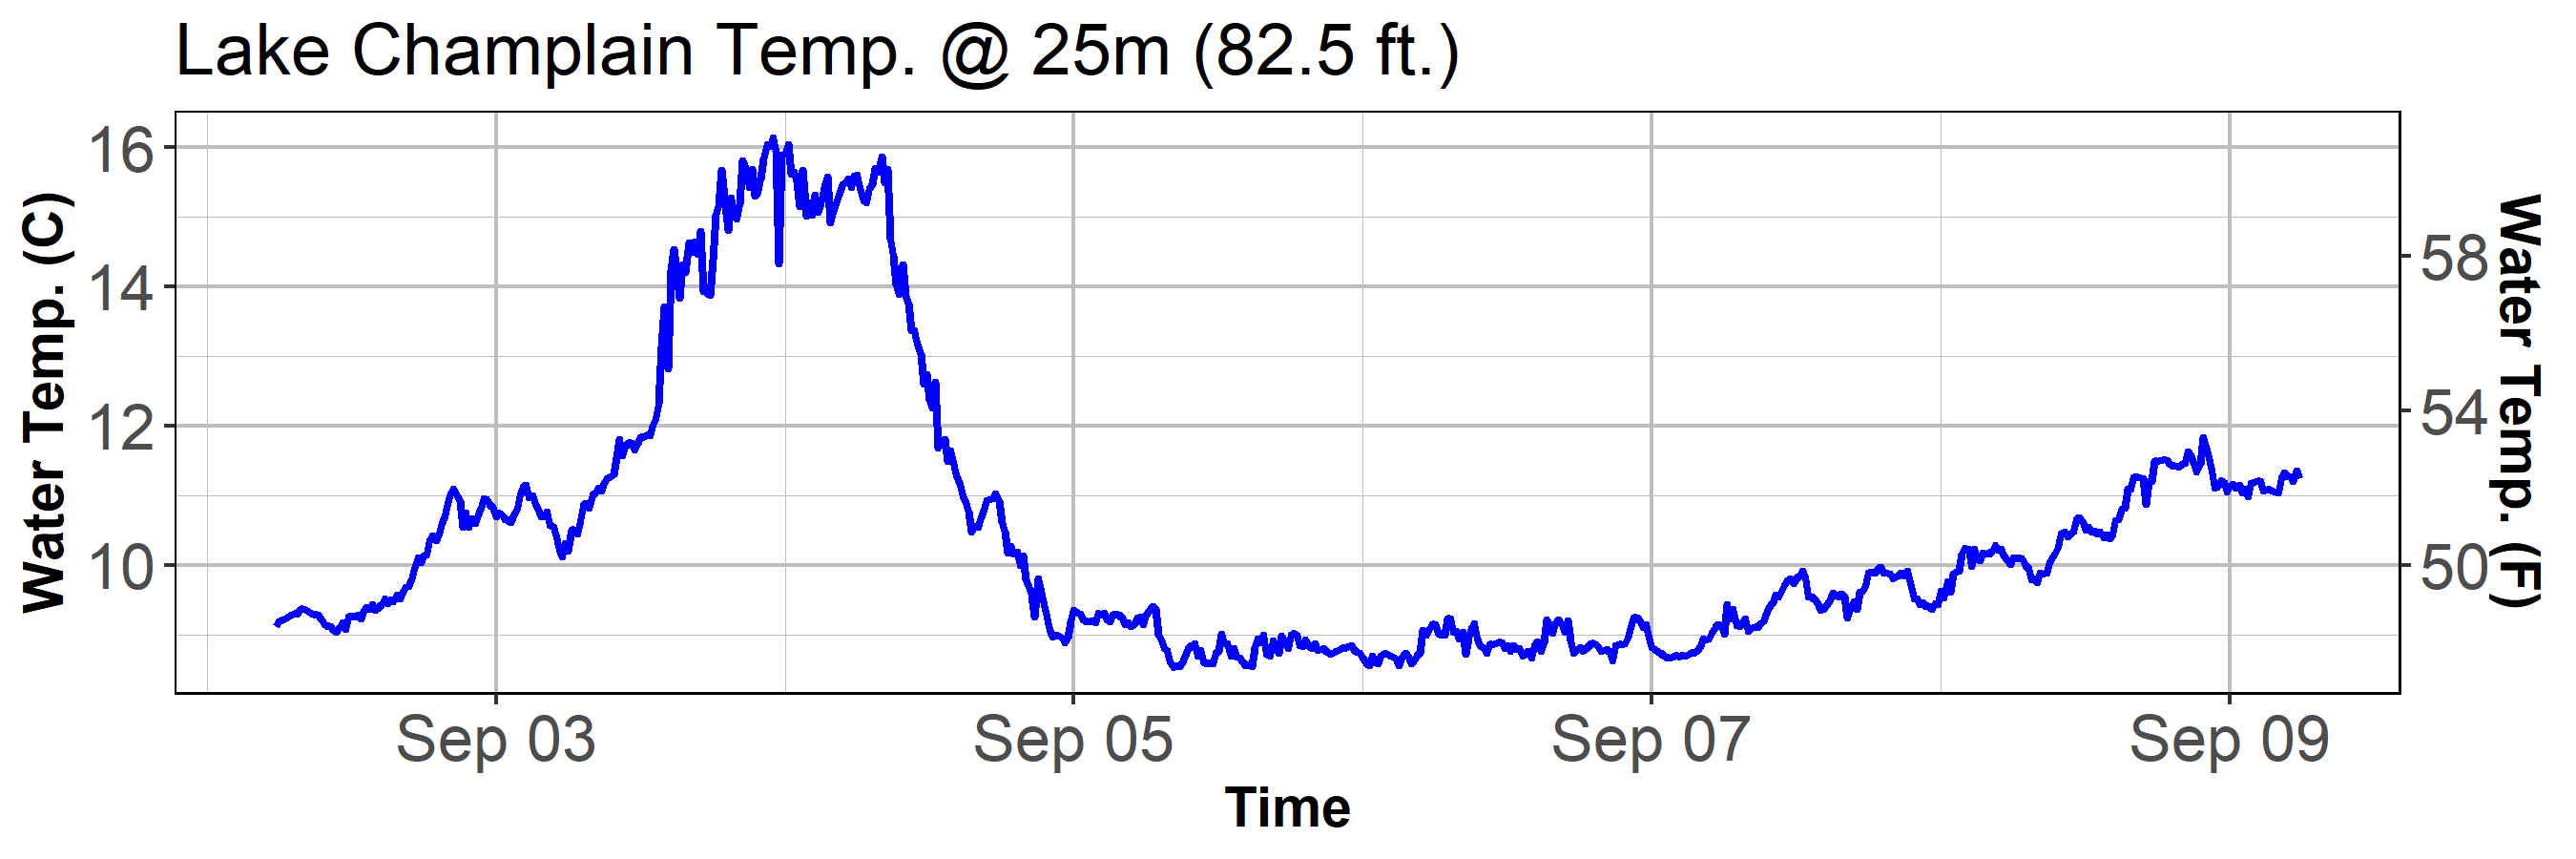 Lake Champlain Temp. @ 25m (82.5 ft.)
Water Temp. (C)
16
14
12
10
58
54
50
Water Temp. (F)
Sep 03 Sep 05 Sep 07 Sep 09
Time